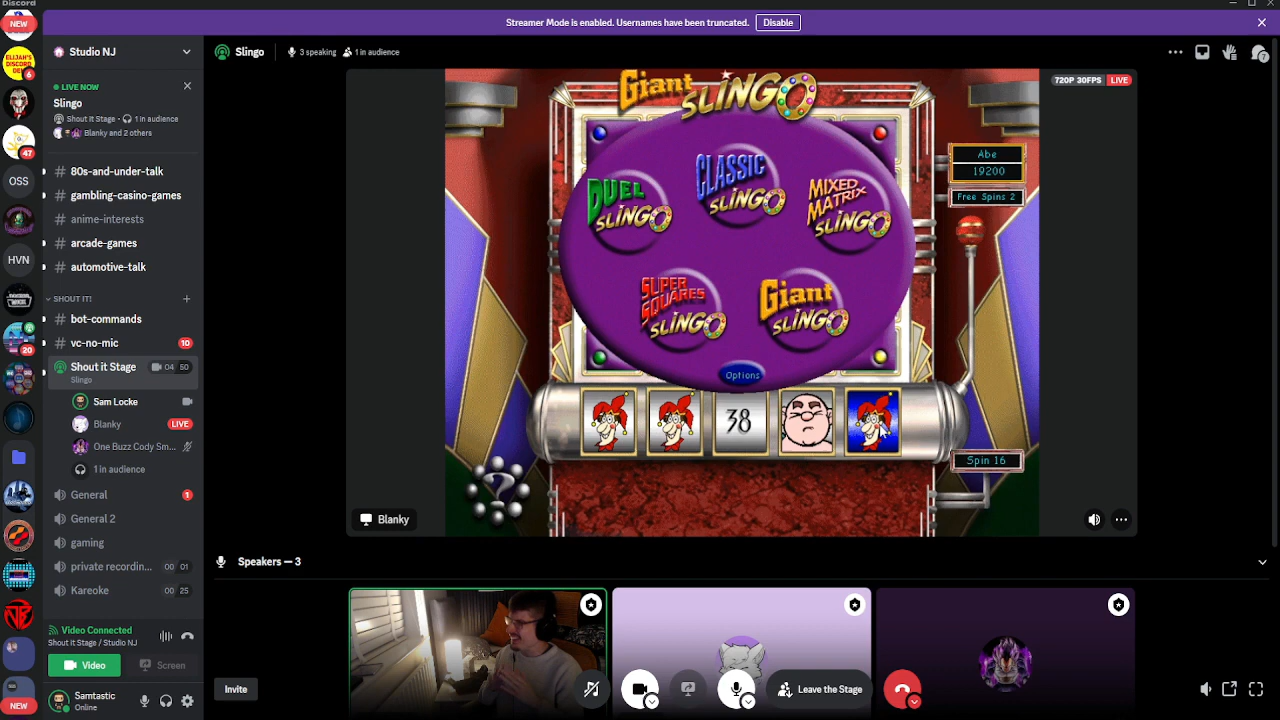 Discord
Streamer Mode is enabled. Usernames have been truncated.
Disable
NEW
ELIJAH'S
6
47
OSS
HVN
20
NEW
Studio NJ
LIVE NOW
Slingo
Shout It Stage - 1 in audience
Blanky and 2 others
# 80s-and-under-talk
# gambling-casino-games
# anime-interests
# arcade-games
# automotive-talk
SHOUT IT!
# bot-commands
# vc-no-mic
10
Shout it Stage
04 50
Slingo
Sam Locke
Blanky
LIVE
One Buzz Cody Sm...
1 in audience
General
1
General 2
gaming
private recordin...
00 01
Kareoke
00 25
Video Connected
Shout it Stage / Studio NJ
Video
Screen
Samtastic
Online
Slingo
3 speaking
1 in audience
7
720P 30FPS
LIVE
Giant SLINGO
CLASSIC SLINGO
DUEL SLINGO
MIXED MATRIX SLINGO
SUPER SQUARES SLINGO
Giant SLINGO
Options
Abe
19200
Free Spins 2
38
?
Spin 16
Blanky
Speakers — 3
Invite
Leave the Stage